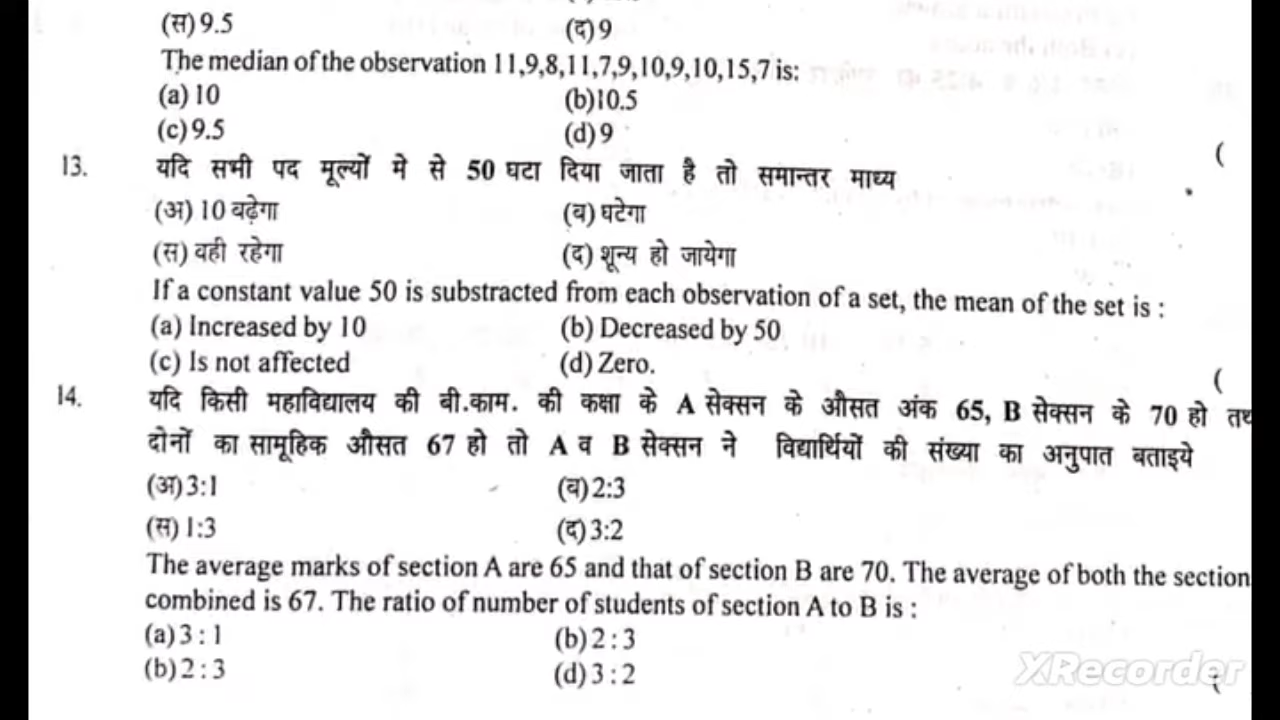 (स) 9.5 (द) 9
The median of the observation 11,9,8,11,7,9,10,9,10,15,7 is:
(a) 10 (b)10.5
(c) 9.5 (d) 9
13. यदि सभी पद मूल्यों मे से 50 घटा दिया जाता है तो समान्तर माध्य (
(अ) 10 बढ़ेगा (ब) घटेगा
(स) वही रहेगा (द) शून्य हो जायेगा
If a constant value 50 is substracted from each observation of a set, the mean of the set is :
(a) Increased by 10 (b) Decreased by 50
(c) Is not affected (d) Zero. (
14. यदि किसी महाविद्यालय की बी.काम. की कक्षा के A सेक्सन के औसत अंक 65, B सेक्सन के 70 हो
दोनों का सामूहिक औसत 67 हो तो A व B सेक्सन ने विद्यार्थियों की संख्या का अनुपात बताइये
(अ) 3:1 (ब) 2:3
(स) 1:3 (द) 3:2
The average marks of section A are 65 and that of section B are 70. The average of both the section
combined is 67. The ratio of number of students of section A to B is :
(a) 3 : 1 (b) 2 : 3
(b) 2 : 3 (d) 3 : 2 (
XRecorder